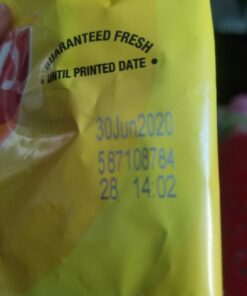 GUARANTEED FRESH
• UNTIL PRINTED DATE •
30Jun2020
587108784
28 14:02